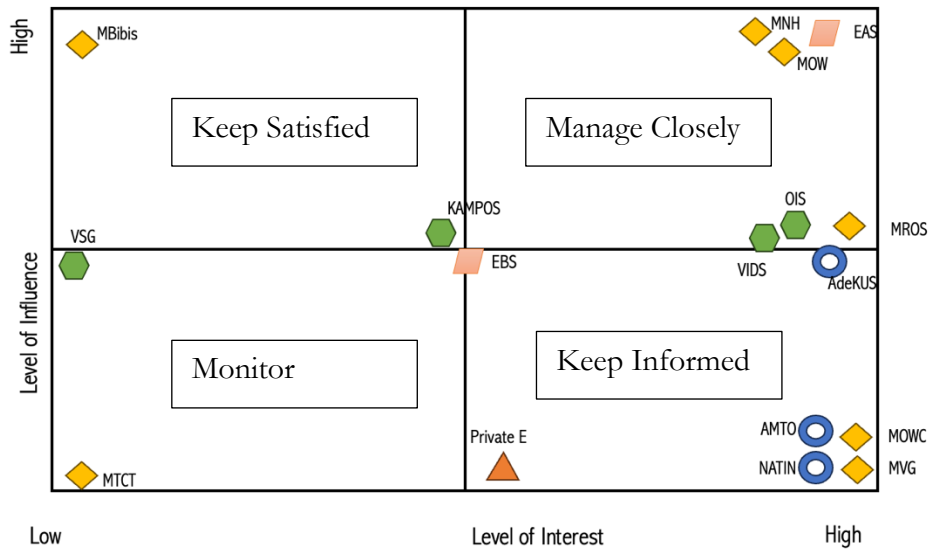 High
MBibis
MNH
EAS
MOW
Keep Satisfied
Manage Closely
VSG
KAMPOS
OIS
MROS
EBS
VIDS
AdeKUS
Level of Influence
Monitor
Keep Informed
Private E
AMTO
MOWC
MTCT
NATIN
MVG
Low
Level of Interest
High